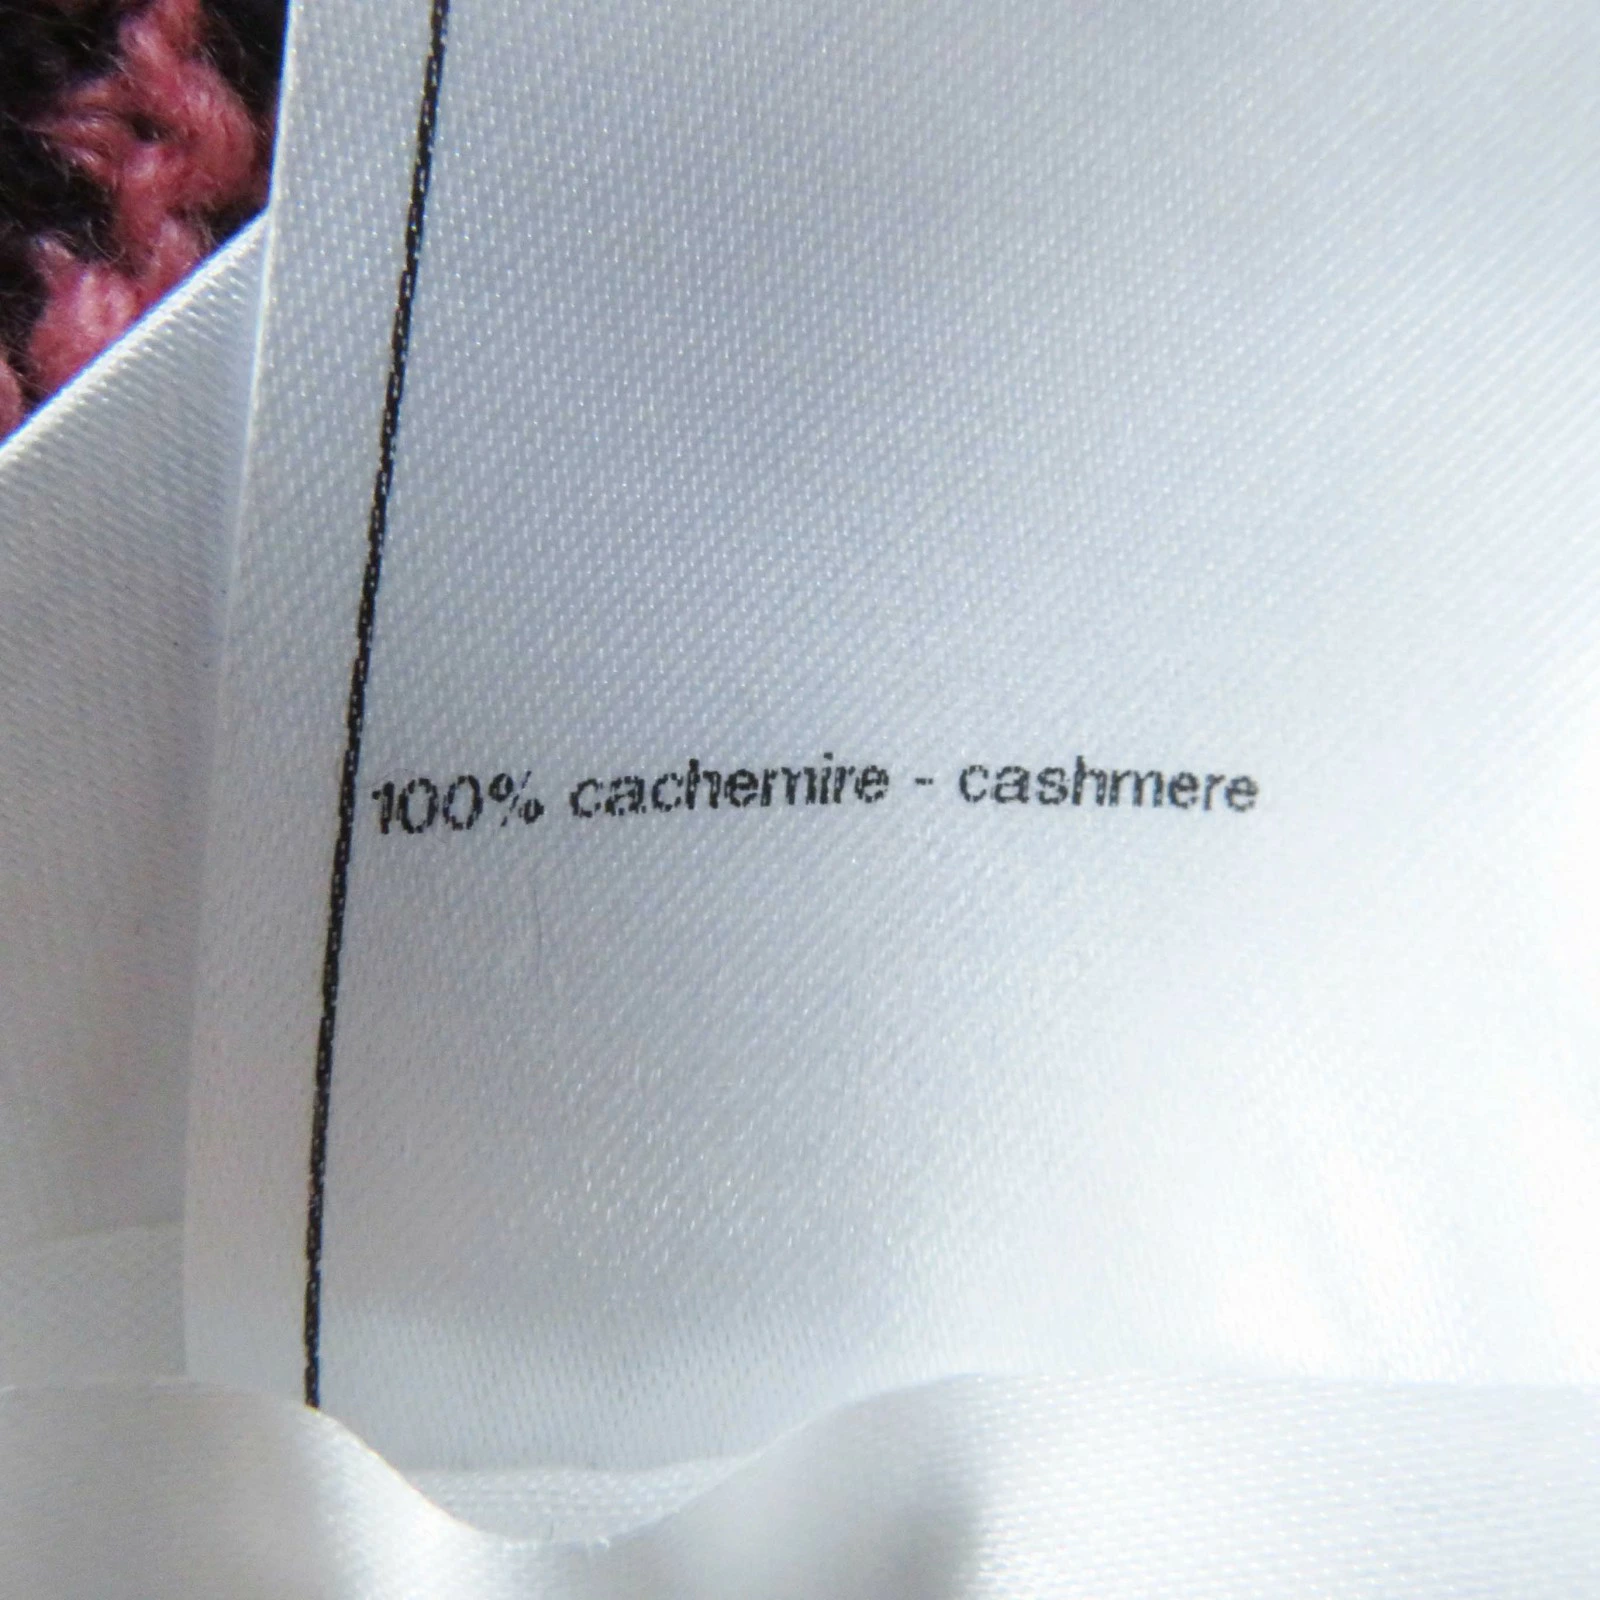 100% cachemire - cashmere